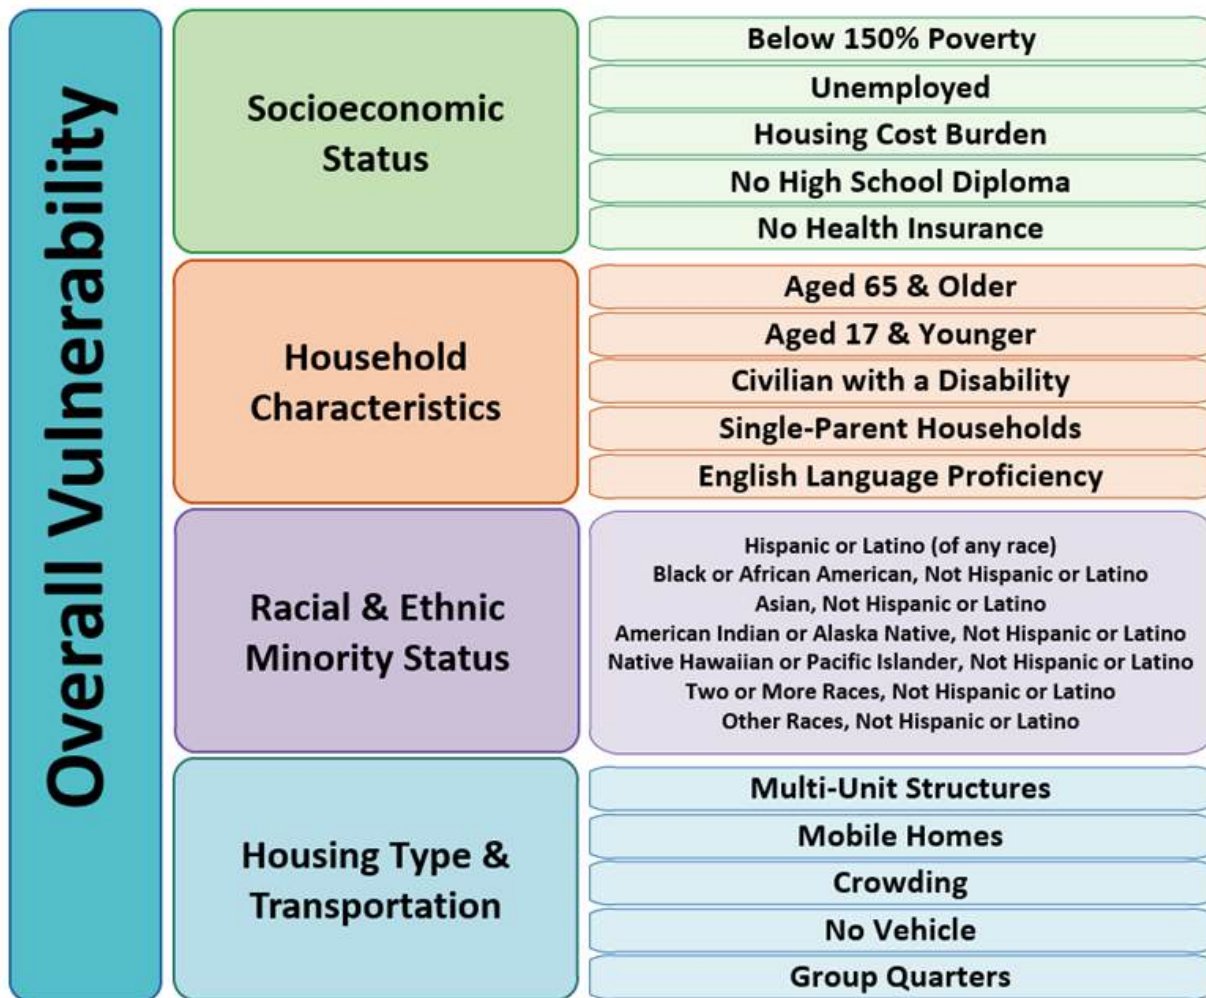 Overall Vulnerability
Socioeconomic
Status
Below 150% Poverty
Unemployed
Housing Cost Burden
No High School Diploma
No Health Insurance
Household
Characteristics
Aged 65 & Older
Aged 17 & Younger
Civilian with a Disability
Single-Parent Households
English Language Proficiency
Racial & Ethnic
Minority Status
Hispanic or Latino (of any race)
Black or African American, Not Hispanic or Latino
Asian, Not Hispanic or Latino
American Indian or Alaska Native, Not Hispanic or Latino
Native Hawaiian or Pacific Islander, Not Hispanic or Latino
Two or More Races, Not Hispanic or Latino
Other Races, Not Hispanic or Latino
Housing Type &
Transportation
Multi-Unit Structures
Mobile Homes
Crowding
No Vehicle
Group Quarters